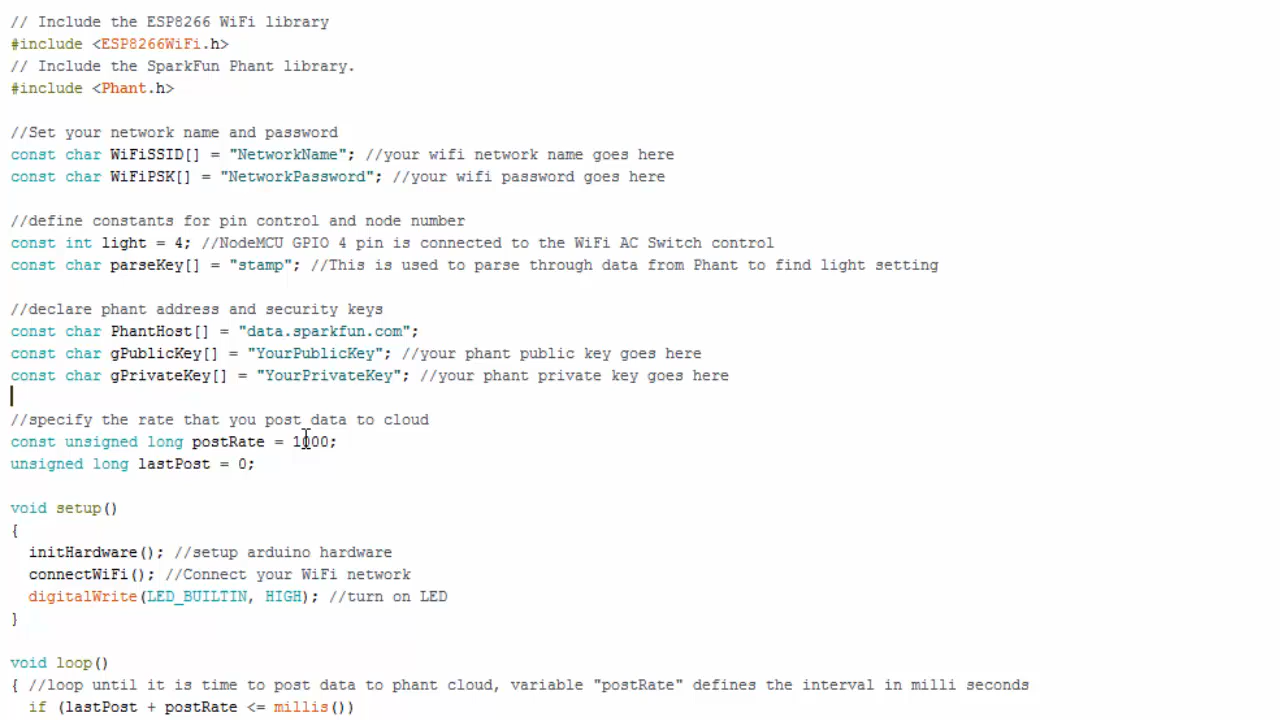 // Include the ESP8266 WiFi library
#include <ESP8266WiFi.h>
// Include the SparkFun Phant library.
#include <Phant.h>
//Set your network name and password
const char WiFiSSID[] = "NetworkName"; //your wifi network name goes here
const char WiFiPSK[] = "NetworkPassword"; //your wifi password goes here
//define constants for pin control and node number
const int light = 4; //NodeMCU GPIO 4 pin is connected to the WiFi AC Switch control
const char parseKey[] = "stamp"; //This is used to parse through data from Phant to find light setting
//declare phant address and security keys
const char PhantHost[] = "data.sparkfun.com";
const char gPublicKey[] = "YourPublicKey"; //your phant public key goes here
const char gPrivateKey[] = "YourPrivateKey"; //your phant private key goes here
//specify the rate that you post data to cloud
const unsigned long postRate = 1000;
unsigned long lastPost = 0;
void setup()
{
  initHardware(); //setup arduino hardware
  connectWiFi(); //Connect your WiFi network
  digitalWrite(LED_BUILTIN, HIGH); //turn on LED
}
void loop()
{ //loop until it is time to post data to phant cloud, variable "postRate" defines the interval in milli seconds
  if (lastPost + postRate <= millis())